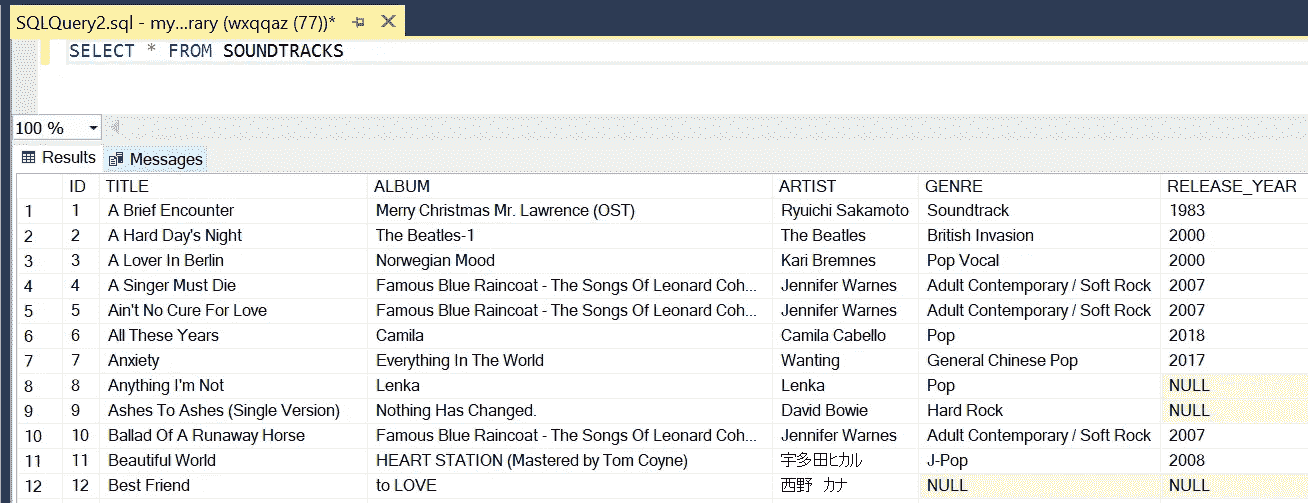 SQLQuery2.sql - my...rary (wxqqaz (77))*
SELECT * FROM SOUNDTRACKS
100 %
Results Messages
ID TITLE ALBUM ARTIST GENRE RELEASE_YEAR
1 1 A Brief Encounter Merry Christmas Mr. Lawrence (OST) Ryuichi Sakamoto Soundtrack 1983
2 2 A Hard Day's Night The Beatles-1 The Beatles British Invasion 2000
3 3 A Lover In Berlin Norwegian Mood Kari Bremnes Pop Vocal 2000
4 4 A Singer Must Die Famous Blue Raincoat - The Songs Of Leonard Coh... Jennifer Warnes Adult Contemporary / Soft Rock 2007
5 5 Ain't No Cure For Love Famous Blue Raincoat - The Songs Of Leonard Coh... Jennifer Warnes Adult Contemporary / Soft Rock 2007
6 6 All These Years Camila Camila Cabello Pop 2018
7 7 Anxiety Everything In The World Wanting General Chinese Pop 2017
8 8 Anything I'm Not Lenka Lenka Pop NULL
9 9 Ashes To Ashes (Single Version) Nothing Has Changed. David Bowie Hard Rock NULL
10 10 Ballad Of A Runaway Horse Famous Blue Raincoat - The Songs Of Leonard Coh... Jennifer Warnes Adult Contemporary / Soft Rock 2007
11 11 Beautiful World HEART STATION (Mastered by Tom Coyne) 宇多田ヒカル J-Pop 2008
12 12 Best Friend to LOVE 西野　カナ NULL NULL